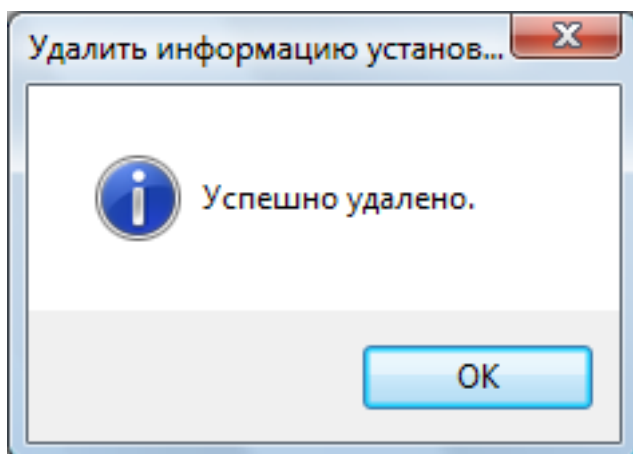 Удалить информацию установ...
Успешно удалено.
OK